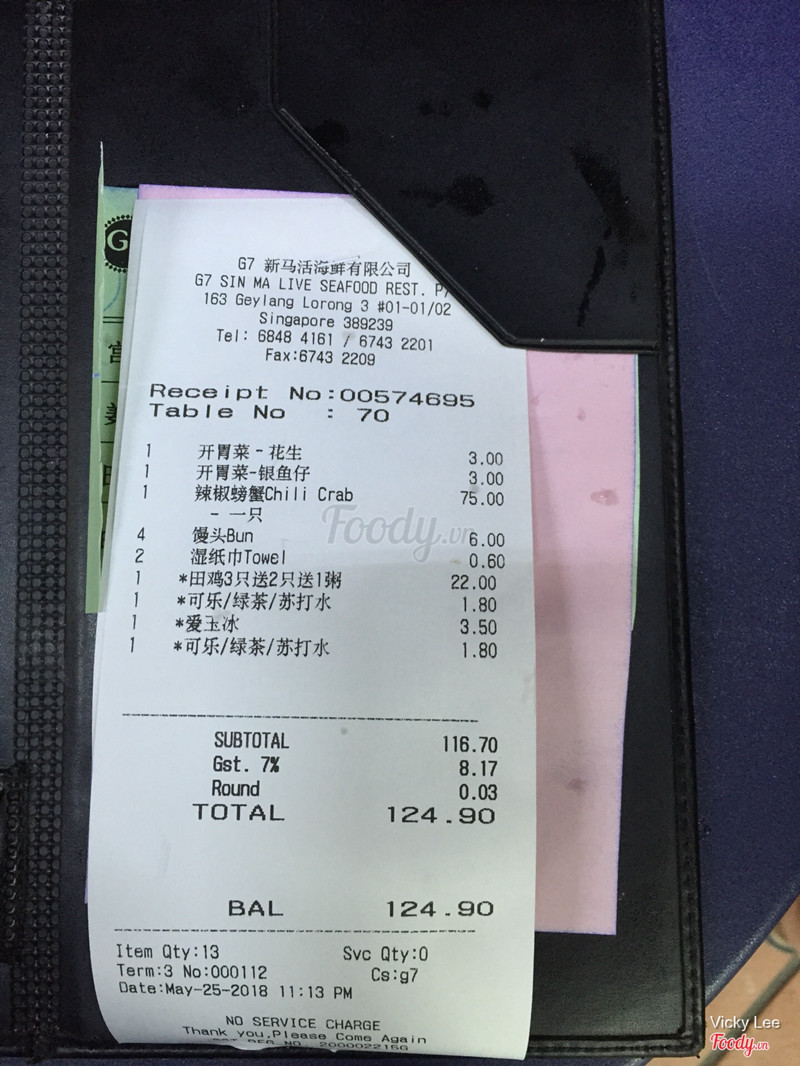 G
G7 新马活海鲜有限公司
G7 SIN MA LIVE SEAFOOD REST. P/
163 Geylang Lorong 3 #01-01/02
Singapore 389239
Tel: 6848 4161 / 6743 2201
Fax:6743 2209
Receipt No:00574695
Table No : 70
1 开胃菜-花生 3.00
1 开胃菜-银鱼仔 3.00
1 辣椒螃蟹Chili Crab 75.00
- 一只
4 馒头Bun 6.00
2 湿纸巾Towel 0.60
1 *田鸡3只送2只送1粥 22.00
1 *可乐/绿茶/苏打水 1.80
1 *爱玉冰 3.50
1 *可乐/绿茶/苏打水 1.80
SUBTOTAL 116.70
Gst. 7% 8.17
Round 0.03
TOTAL 124.90
BAL 124.90
Item Qty:13 Svc Qty:0
Term:3 No:000112 Cs:g7
Date:May-25-2018 11:13 PM
NO SERVICE CHARGE
Thank you,Please Come Again
GST REG NO. 200002215G
Foody.vn
Vicky Lee
Foody.vn